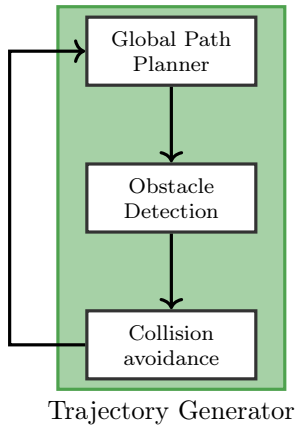 Global Path
Planner
Obstacle
Detection
Collision
avoidance
Trajectory Generator